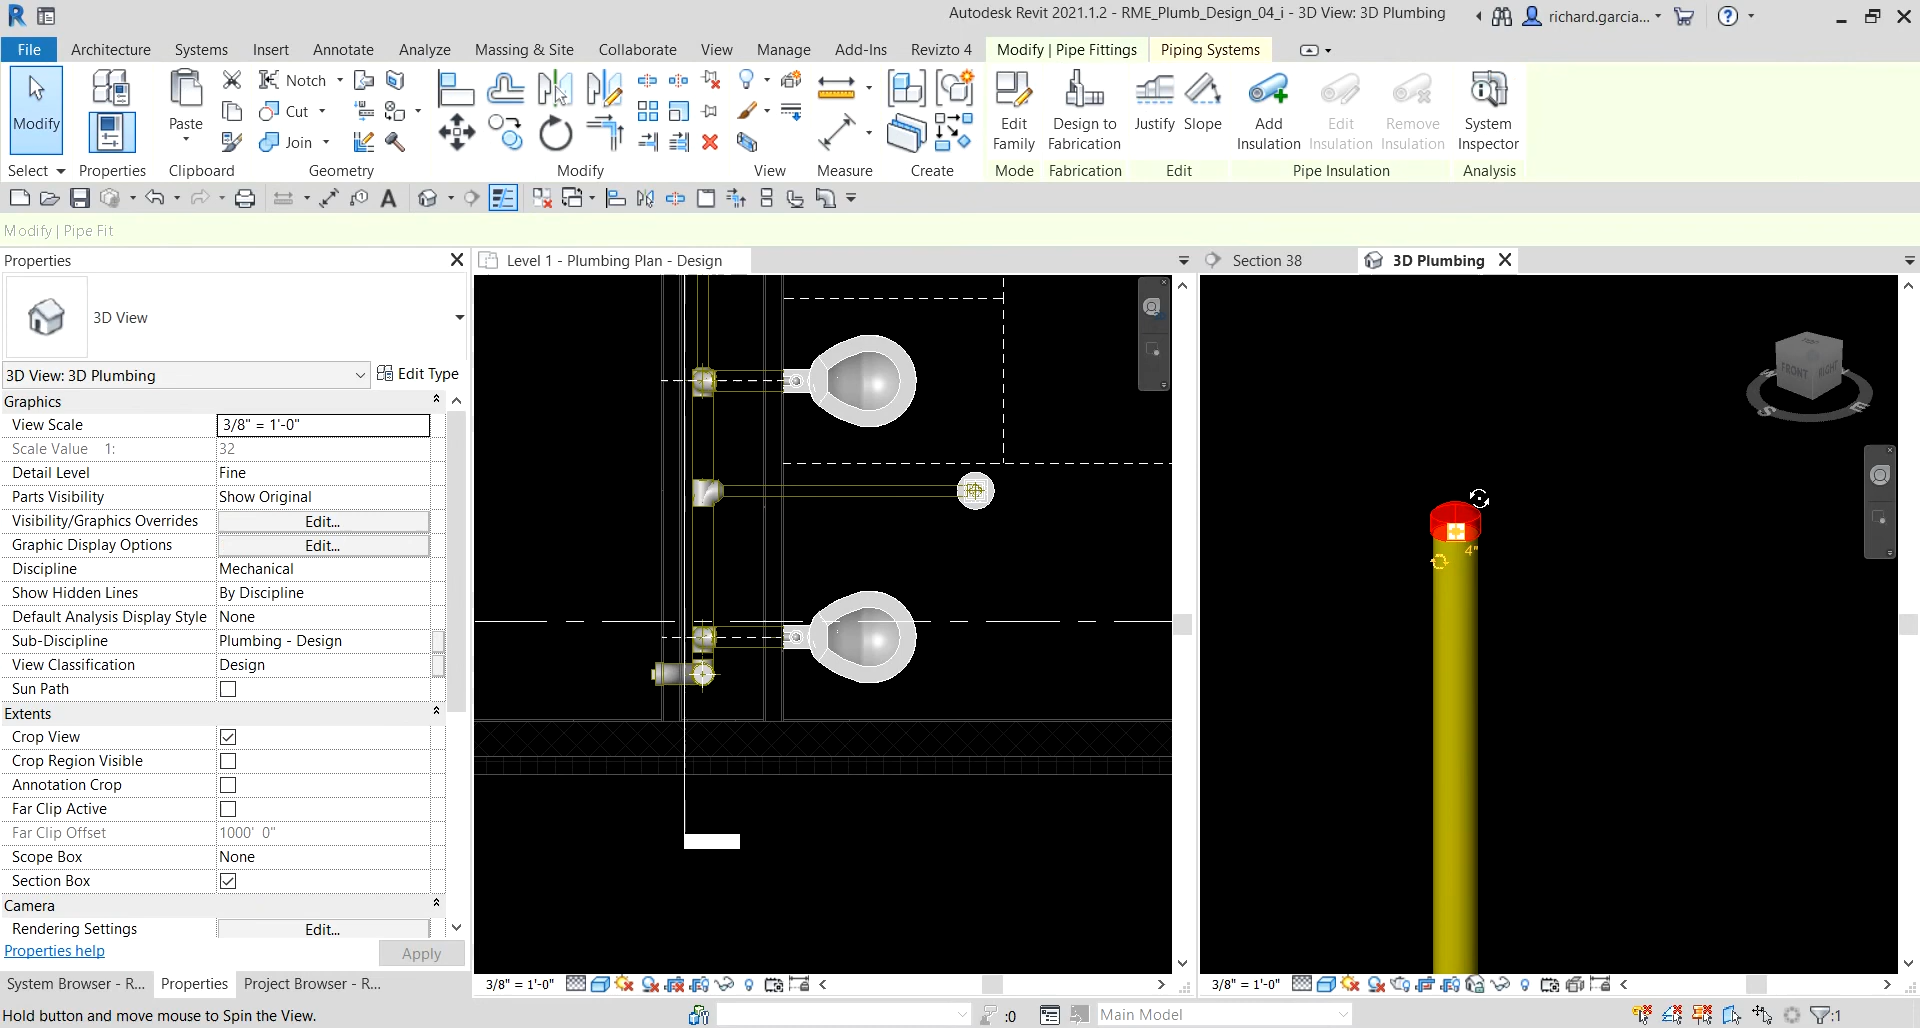 Autodesk Revit 2021.1.2 - RME_Plumb_Design_04_i - 3D View: 3D Plumbing
richard.garcia...
File Architecture Systems Insert Annotate Analyze Massing & Site Collaborate View Manage Add-Ins Revizto 4 Modify | Pipe Fittings Piping Systems
Notch
Cut
Join
Modify
Paste
Edit Family
Design to Fabrication
Justify
Slope
Add Insulation
Edit Insulation
Remove Insulation
System Inspector
Select Properties Clipboard Geometry Modify View Measure Create Mode Fabrication Edit Pipe Insulation Analysis
Modify | Pipe Fit
Properties
Level 1 - Plumbing Plan - Design
Section 38
3D Plumbing
3D View
3D View: 3D Plumbing
Edit Type
Graphics
View Scale 3/8" = 1'-0"
Scale Value 1: 32
Detail Level Fine
Parts Visibility Show Original
Visibility/Graphics Overrides Edit...
Graphic Display Options Edit...
Discipline Mechanical
Show Hidden Lines By Discipline
Default Analysis Display Style None
Sub-Discipline Plumbing - Design
View Classification Design
Sun Path
Extents
Crop View
Crop Region Visible
Annotation Crop
Far Clip Active
Far Clip Offset 1000' 0"
Scope Box None
Section Box
Camera
Rendering Settings Edit...
Properties help
Apply
FRONT RIGHT
S E
4"
System Browser - R... Properties Project Browser - R...
3/8" = 1'-0"
3/8" = 1'-0"
Hold button and move mouse to Spin the View.
:0
Main Model
:1